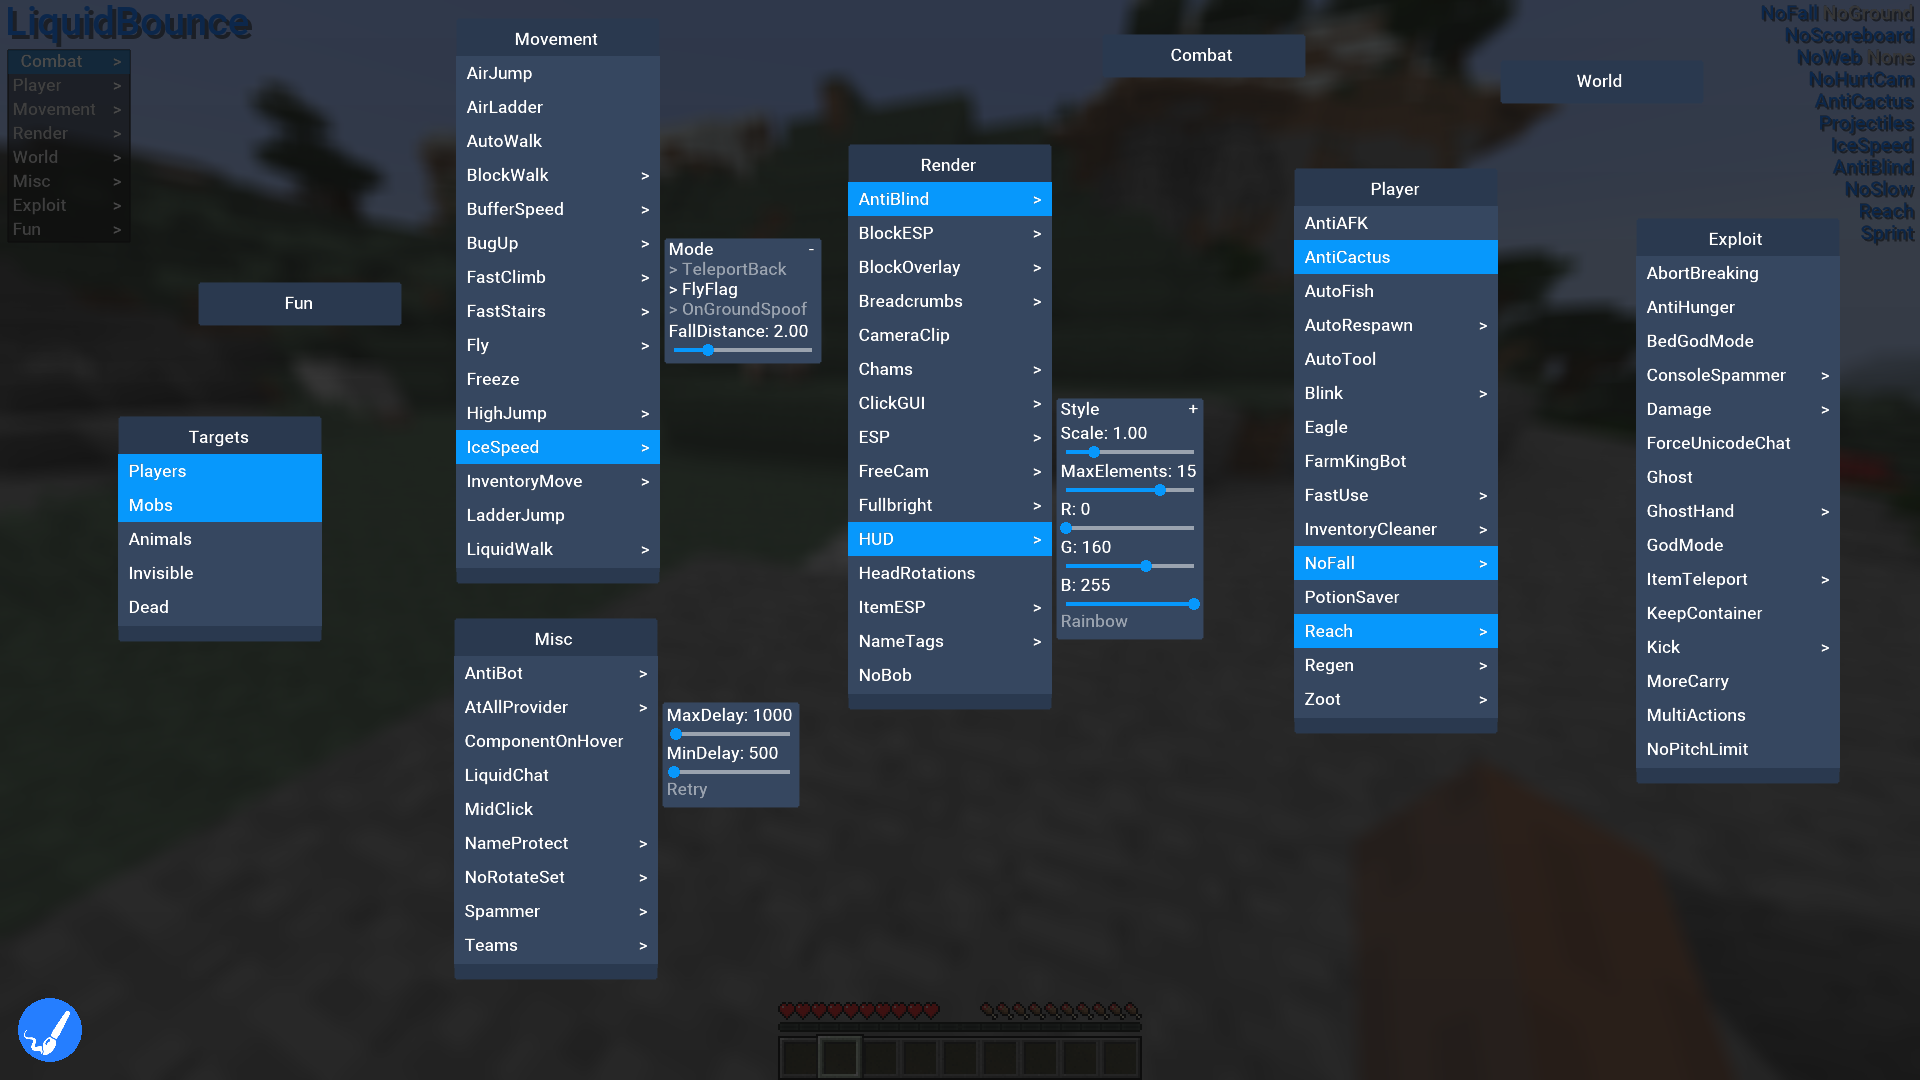 LiquidBounce
Combat >
Player >
Movement >
Render >
World >
Misc >
Exploit >
Fun >
Fun
Targets
Players
Mobs
Animals
Invisible
Dead
Movement
AirJump
AirLadder
AutoWalk
BlockWalk >
BufferSpeed >
BugUp >
FastClimb >
FastStairs >
Fly >
Freeze
HighJump >
IceSpeed >
InventoryMove >
LadderJump
LiquidWalk >
Mode -
> TeleportBack
> FlyFlag
> OnGroundSpoof
FallDistance: 2.00
Misc
AntiBot >
AtAllProvider >
ComponentOnHover
LiquidChat
MidClick
NameProtect >
NoRotateSet >
Spammer >
Teams >
MaxDelay: 1000
MinDelay: 500
Retry
Render
AntiBlind >
BlockESP >
BlockOverlay >
Breadcrumbs >
CameraClip
Chams >
ClickGUI >
ESP >
FreeCam >
Fullbright >
HUD >
HeadRotations
ItemESP >
NameTags >
NoBob
Style +
Scale: 1.00
MaxElements: 15
R: 0
G: 160
B: 255
Rainbow
Combat
Player
AntiAFK
AntiCactus
AutoFish
AutoRespawn >
AutoTool
Blink >
Eagle
FarmKingBot
FastUse >
InventoryCleaner >
NoFall >
PotionSaver
Reach >
Regen >
Zoot >
World
Exploit
AbortBreaking
AntiHunger
BedGodMode
ConsoleSpammer >
Damage >
ForceUnicodeChat
Ghost
GhostHand >
GodMode
ItemTeleport >
KeepContainer
Kick >
MoreCarry
MultiActions
NoPitchLimit
NoFall NoGround
NoScoreboard
NoWeb None
NoHurtCam
AntiCactus
Projectiles
IceSpeed
AntiBlind
NoSlow
Reach
Sprint